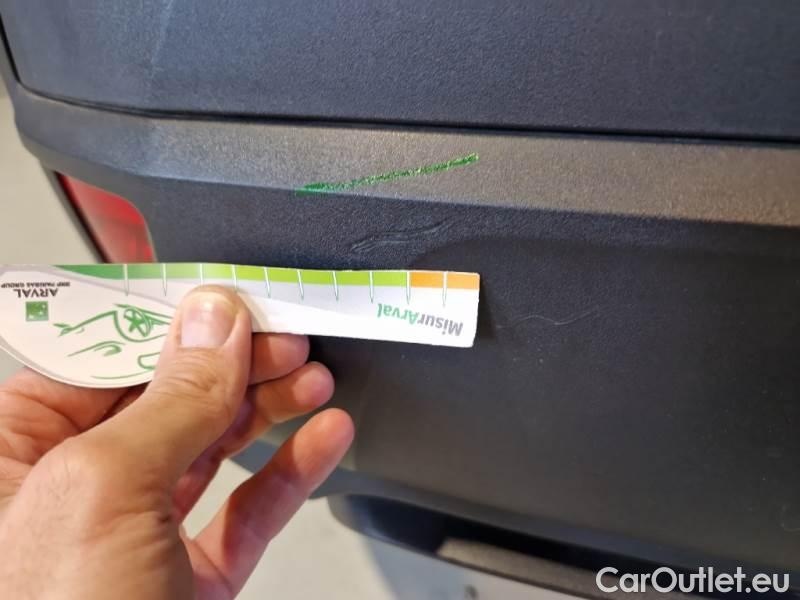 ARVAL
BNP PARIBAS GROUP
MisurArval
CarOutlet.eu